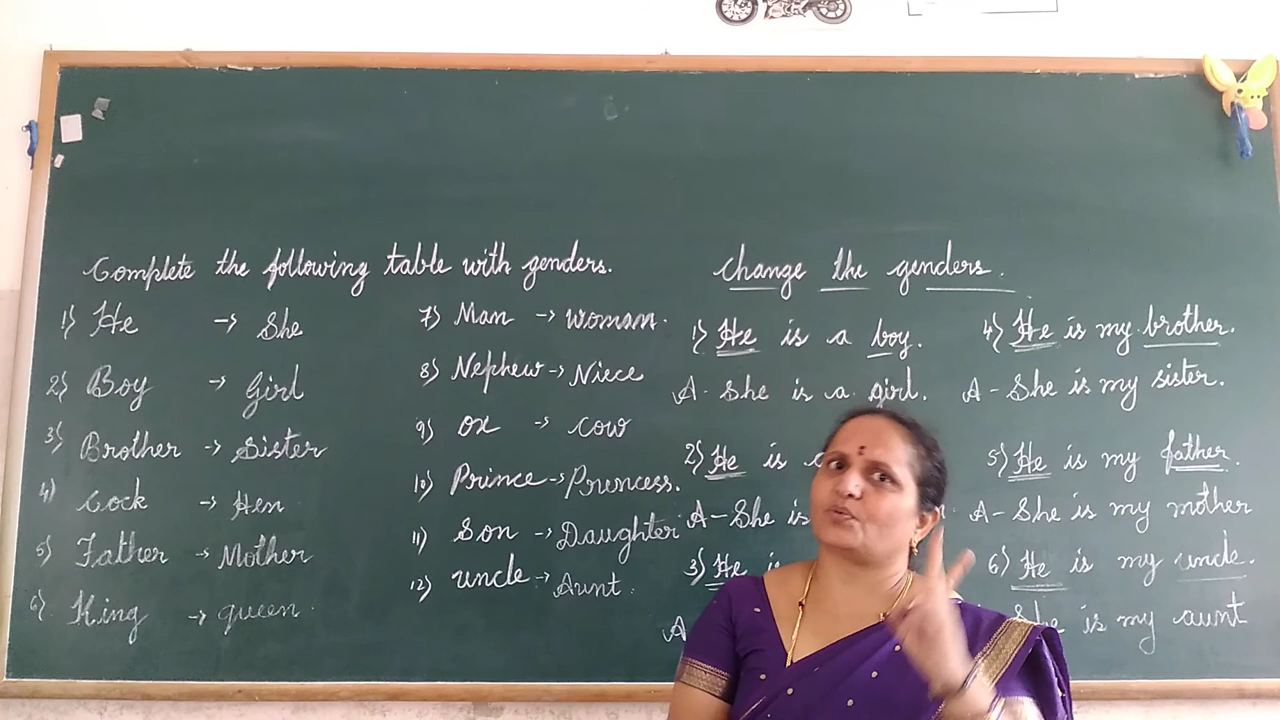 Complete the following table with genders.
1) He → She
2) Boy → Girl
3) Brother → Sister
4) Cock → Hen
5) Father → Mother
6) King → queen.
7) Man → woman.
8) Nephew → Niece
9) ox → cow
10) Prince → Prencess.
11) Son → Daughter
12) uncle → Aunt.
Change the genders.
1) He is a boy.
A- She is a girl.
2) He is
A- She is
3) He is
A
4) He is my brother.
A- She is my sister.
5) He is my father.
A- She is my mother
6) He is my uncle.
She is my aunt